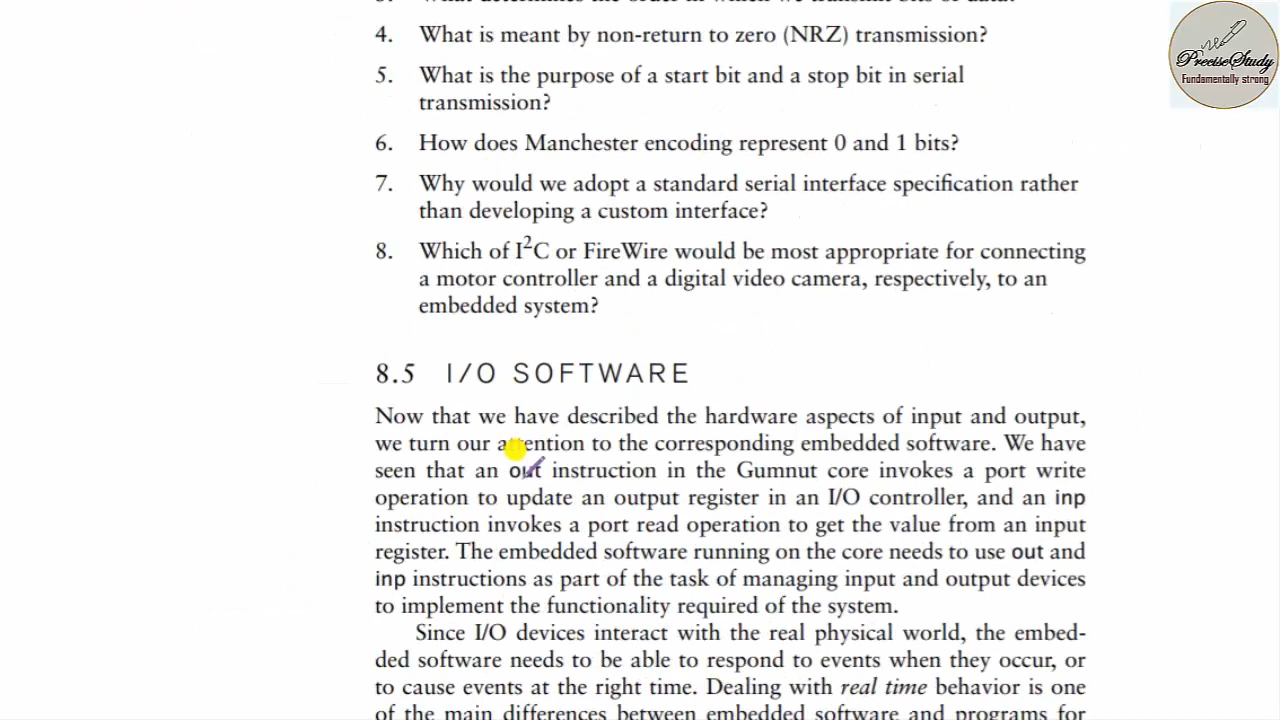 4. What is meant by non-return to zero (NRZ) transmission?
5. What is the purpose of a start bit and a stop bit in serial
transmission?
6. How does Manchester encoding represent 0 and 1 bits?
7. Why would we adopt a standard serial interface specification rather
than developing a custom interface?
8. Which of I²C or FireWire would be most appropriate for connecting
a motor controller and a digital video camera, respectively, to an
embedded system?
8.5 I/O SOFTWARE
Now that we have described the hardware aspects of input and output,
we turn our attention to the corresponding embedded software. We have
seen that an out instruction in the Gumnut core invokes a port write
operation to update an output register in an I/O controller, and an inp
instruction invokes a port read operation to get the value from an input
register. The embedded software running on the core needs to use out and
inp instructions as part of the task of managing input and output devices
to implement the functionality required of the system.
Since I/O devices interact with the real physical world, the embed-
ded software needs to be able to respond to events when they occur, or
to cause events at the right time. Dealing with real time behavior is one
of the main differences between embedded software and programs for
PreciseStudy
Fundamentally strong